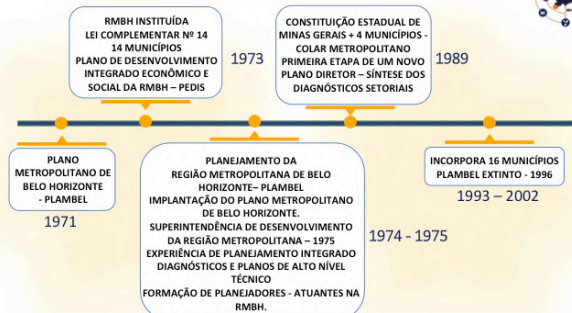 RMBH INSTITUÍDA
LEI COMPLEMENTAR Nº 14
14 MUNICÍPIOS
PLANO DE DESENVOLVIMENTO
INTEGRADO ECONÔMICO E
SOCIAL DA RMBH – PEDIS
1973
CONSTITUIÇÃO ESTADUAL DE
MINAS GERAIS + 4 MUNICÍPIOS -
COLAR METROPOLITANO
PRIMEIRA ETAPA DE UM NOVO
PLANO DIRETOR – SÍNTESE DOS
DIAGNÓSTICOS SETORIAIS
1989
PLANO
METROPOLITANO DE
BELO HORIZONTE
- PLAMBEL
1971
PLANEJAMENTO DA
REGIÃO METROPOLITANA DE BELO
HORIZONTE– PLAMBEL
IMPLANTAÇÃO DO PLANO METROPOLITANO
DE BELO HORIZONTE.
SUPERINTENDÊNCIA DE DESENVOLVIMENTO
DA REGIÃO METROPOLITANA – 1975
EXPERIÊNCIA DE PLANEJAMENTO INTEGRADO
DIAGNÓSTICOS E PLANOS DE ALTO NÍVEL
TÉCNICO
FORMAÇÃO DE PLANEJADORES - ATUANTES NA
RMBH.
1974 - 1975
INCORPORA 16 MUNICÍPIOS
PLAMBEL EXTINTO - 1996
1993 – 2002